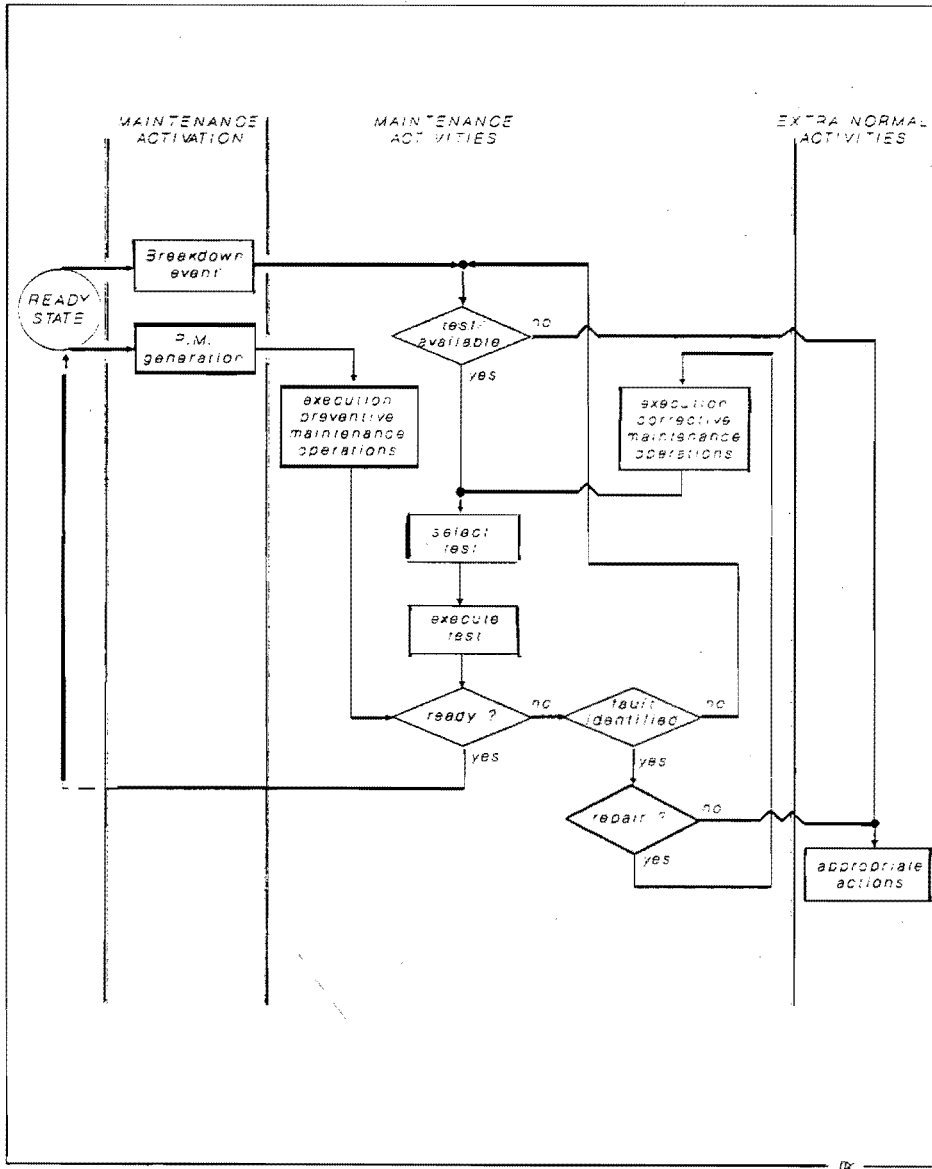 MAINTENANCE
ACTIVATION
MAINTENANCE
ACTIVITIES
EXTRA NORMAL
ACTIVITIES
READY
STATE
Breakdown
event
P.M.
generation
test
available
no
yes
execution
preventive
maintenance
operations
execution
corrective
maintenance
operations
select
test
execute
test
ready ?
no
yes
fault
identified
no
yes
repair ?
no
yes
appropriate
actions